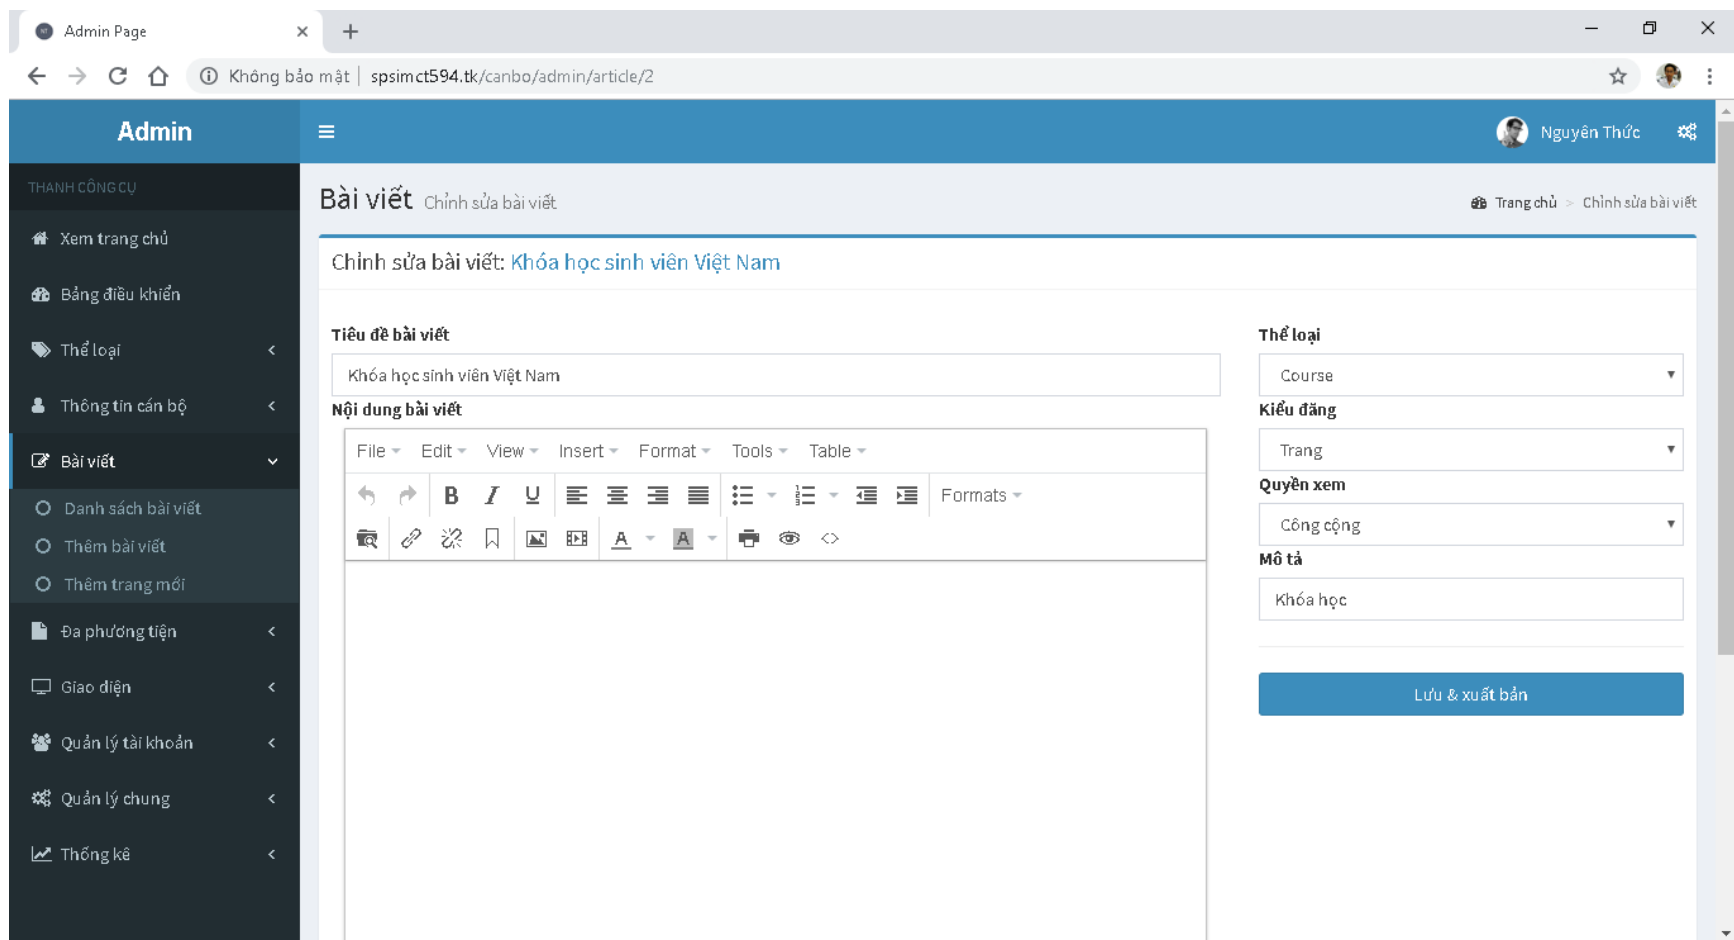 Admin Page
Không bảo mật | spsimct594.tk/canbo/admin/article/2
Admin
Nguyên Thức
THANH CÔNG CỤ
Bài viết Chỉnh sửa bài viết
Trang chủ > Chỉnh sửa bài viết
Xem trang chủ
Chỉnh sửa bài viết: Khóa học sinh viên Việt Nam
Bảng điều khiển
Thể loại
Thông tin cán bộ
Bài viết
Danh sách bài viết
Thêm bài viết
Thêm trang mới
Đa phương tiện
Giao diện
Quản lý tài khoản
Quản lý chung
Thống kê
Tiêu đề bài viết
Khóa học sinh viên Việt Nam
Nội dung bài viết
File Edit View Insert Format Tools Table
Formats
Thể loại
Course
Kiểu đăng
Trang
Quyền xem
Công cộng
Mô tả
Khóa học
Lưu & xuất bản